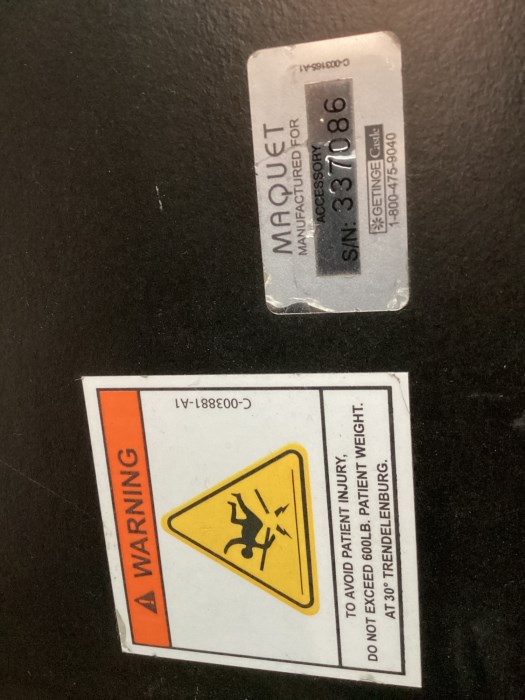 C-003165-A1
MAQUET
MANUFACTURED FOR
ACCESSORY
S/N: 337086
GETINGE Castle
1-800-475-9040
WARNING
C-003881-A1
TO AVOID PATIENT INJURY,
DO NOT EXCEED 600LB. PATIENT WEIGHT.
AT 30° TRENDELENBURG.